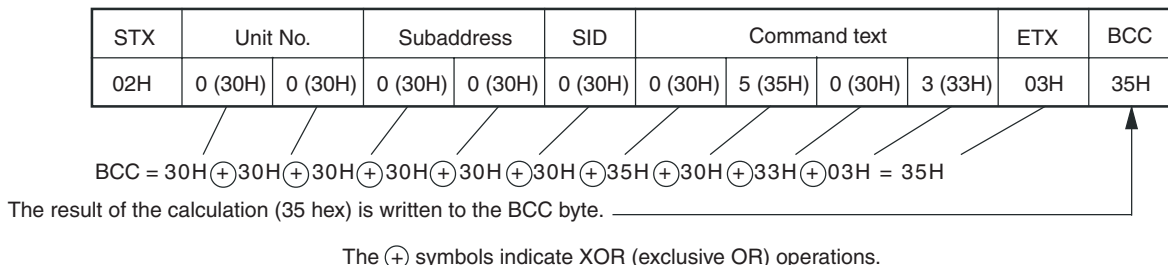 STX Unit No. Subaddress SID Command text ETX BCC
02H 0 (30H) 0 (30H) 0 (30H) 0 (30H) 0 (30H) 0 (30H) 5 (35H) 0 (30H) 3 (33H) 03H 35H
BCC = 30H + 30H + 30H + 30H + 30H + 30H + 35H + 30H + 33H + 03H = 35H
The result of the calculation (35 hex) is written to the BCC byte.
The + symbols indicate XOR (exclusive OR) operations.